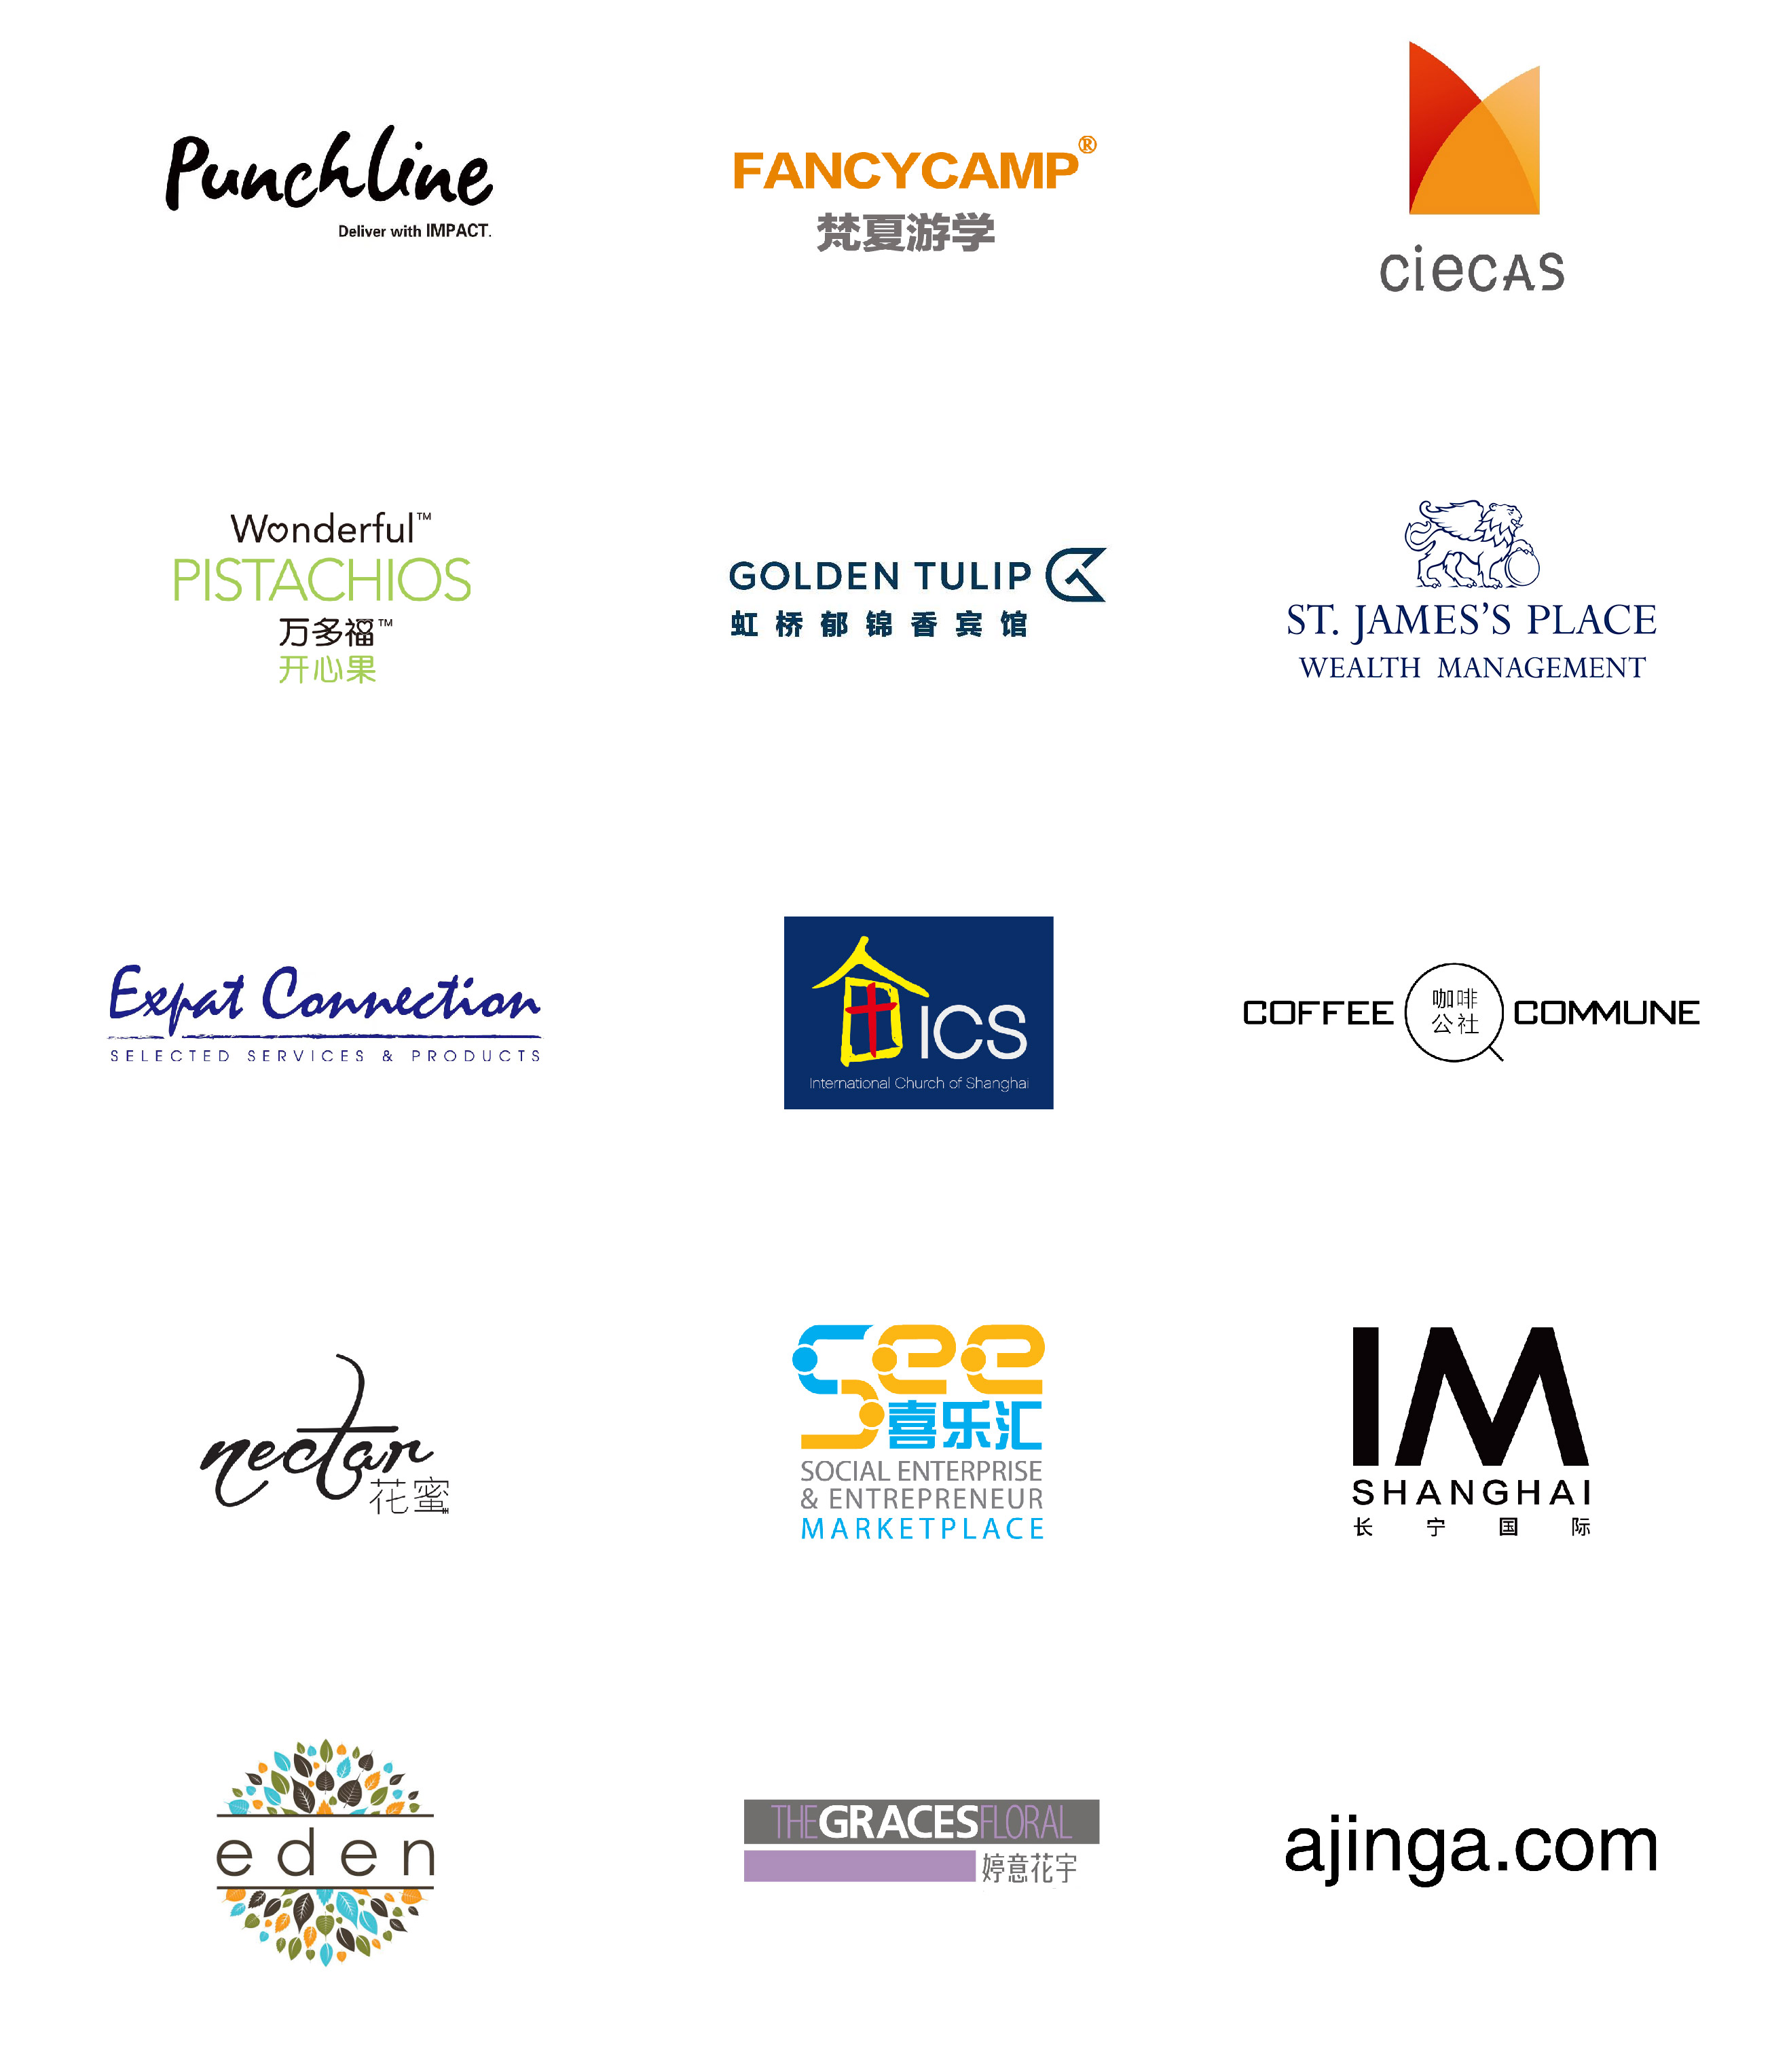 Punchline
Deliver with IMPACT.
FANCYCAMP®
梵夏游学
ciecAS
Wonderful™
PISTACHIOS
万多福™
开心果
GOLDEN TULIP
虹桥郁锦香宾馆
ST. JAMES'S PLACE
WEALTH MANAGEMENT
Expat Connection
SELECTED SERVICES & PRODUCTS
ICS
International Church of Shanghai
COFFEE 咖啡 COMMUNE
公社
nectar
花蜜
see
喜乐汇
SOCIAL ENTERPRISE
& ENTREPRENEUR
MARKETPLACE
IM
SHANGHAI
长宁国际
eden
THEGRACESFLORAL
婷意花宇
ajinga.com